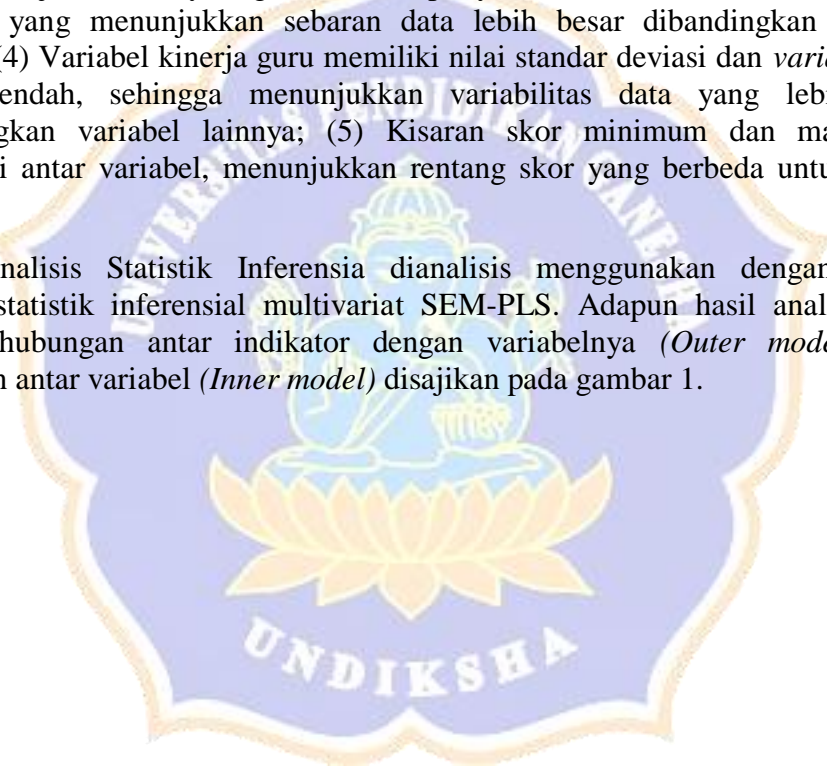 yang menunjukkan sebaran data lebih besar dibandingkan
(4) Variabel kinerja guru memiliki nilai standar deviasi dan
endah, sehingga menunjukkan variabilitas data yang lebi
gkan variabel lainnya; (5) Kisaran skor minimum dan ma
i antar variabel, menunjukkan rentang skor yang berbeda untu
nalisis Statistik Inferensia dianalisis menggunakan dengan
statistik inferensial multivariat SEM-PLS. Adapun hasil anal
hubungan antar indikator dengan variabelnya (Outer mode
n antar variabel (Inner model) disajikan pada gambar 1.
UNIVERSITAS PENDIDIKAN GANESHA
UNDIKSHA